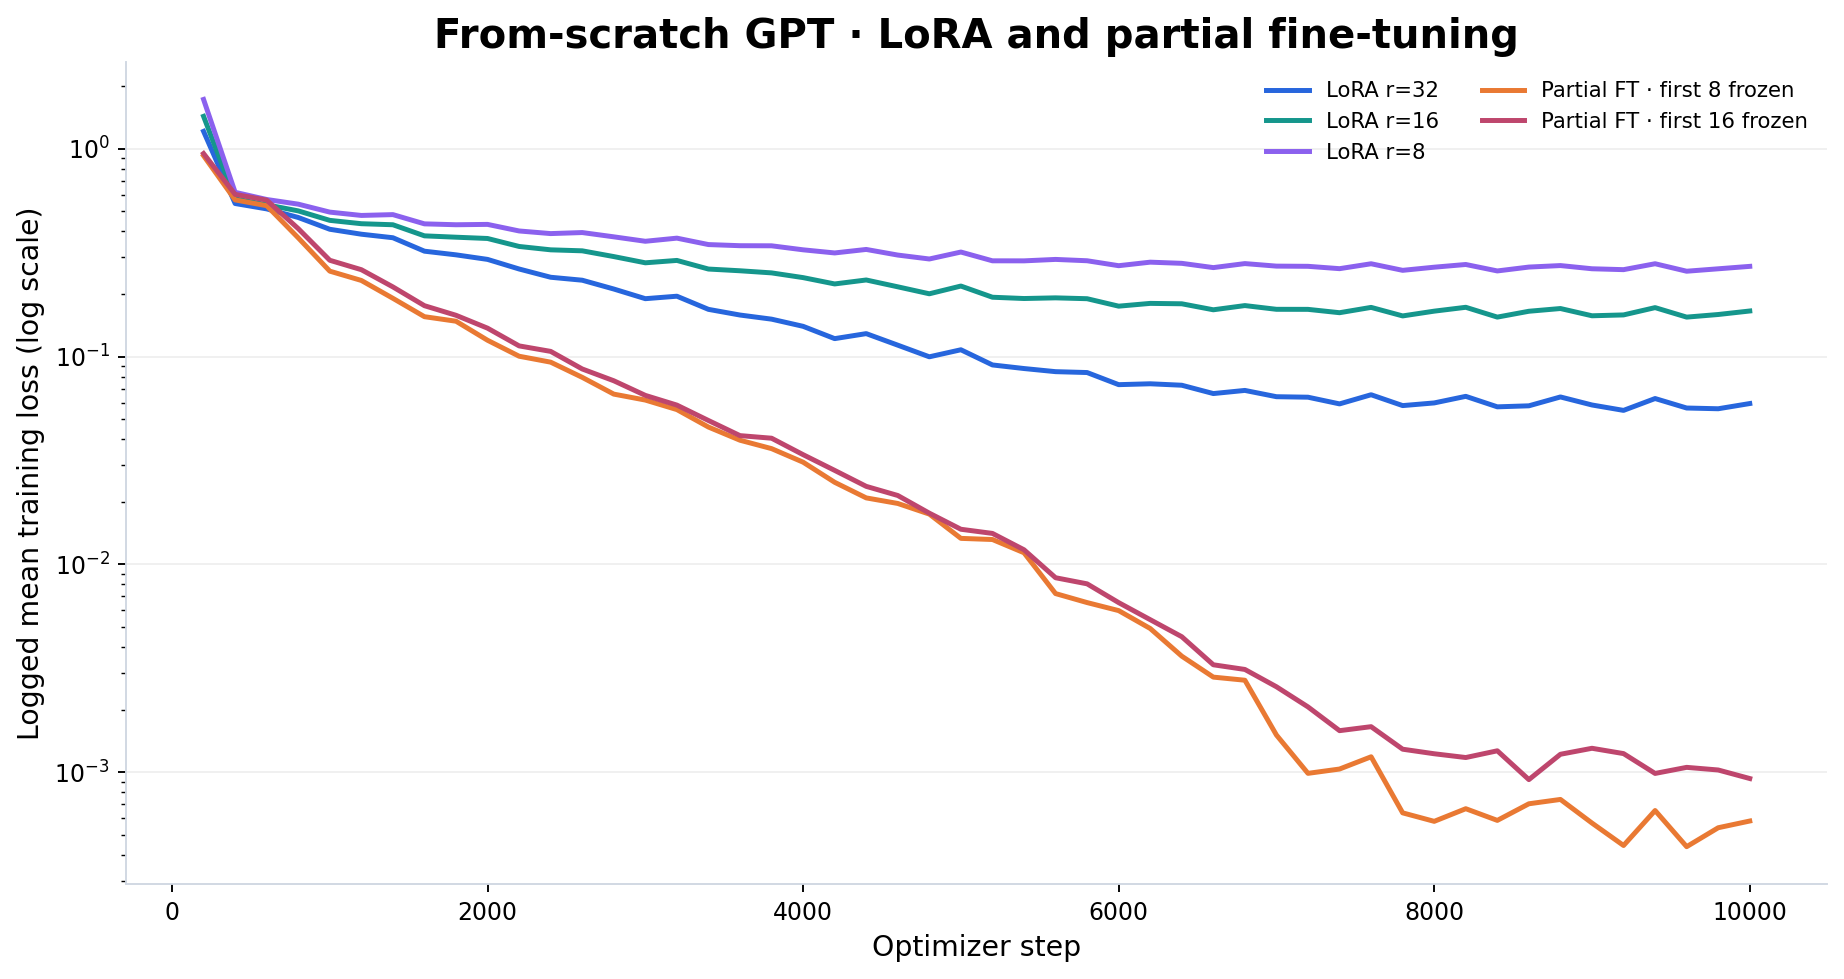 From-scratch GPT · LoRA and partial fine-tuning
LoRA r=32
LoRA r=16
LoRA r=8
Partial FT · first 8 frozen
Partial FT · first 16 frozen
Logged mean training loss (log scale)
10⁰
10⁻¹
10⁻²
10⁻³
0 2000 4000 6000 8000 10000
Optimizer step